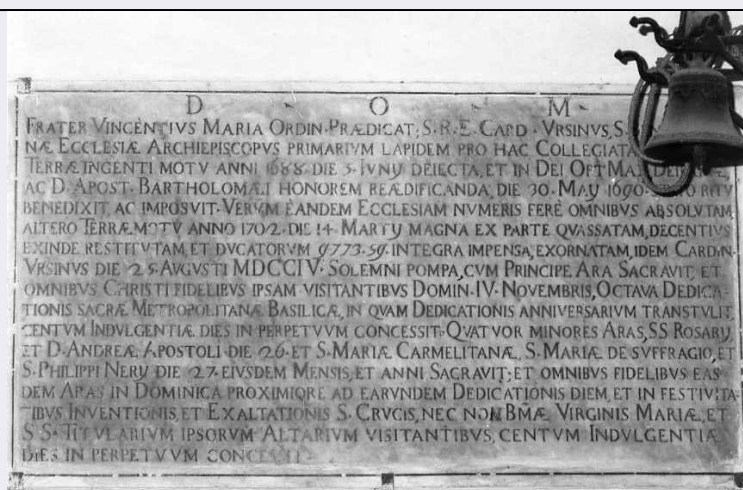 D O M
FRATER VINCENTIVS MARIA ORDIN·PRÆDICAT; S·R·E·CARD·VRSINVS, S·
NÆ ECCLESIÆ ARCHIEPISCOPVS PRIMARIVM LAPIDEM PRO HAC COLLEGIATA
TERRÆ INGENTI MOTV ANNI 1688·DIE 5·IVNIJ DEIECTA, ET IN DEI OPT MAX DEIPARÆ,
AC D·APOST·BARTHOLOMÆI HONOREM REÆDIFICANDA, DIE 30·MAIJ 1690· RITV
BENEDIXIT, AC IMPOSVIT·VERVM EANDEM ECCLESIAM NVMERIS FERE OMNIBVS ABSOLVTAM,
ALTERO TERRÆMOTV ANNO 1702·DIE 14·MARTIJ MAGNA EX PARTE QVASSATAM, DECENTIVS
EXINDE RESTITVTAM, ET DVCATORVM 9773·59·INTEGRA IMPENSA, EXORNATAM, IDEM CARDIN·
VRSINVS DIE 25·AVGVSTI MDCCIV·SOLEMNI POMPA, CVM PRINCIPE ARA SACRAVIT, ET
OMNIBVS CHRISTI FIDELIBVS IPSAM VISITANTIBVS DOMIN·IV·NOVEMBRIS, OCTAVA DEDICA-
TIONIS SACRÆ METROPOLITANÆ BASILICÆ, IN QVAM DEDICATIONIS ANNIVERSARIVM TRANSTVLIT,
CENTVM INDVLGENTIÆ DIES IN PERPETVVM CONCESSIT·QVATVOR MINORES ARAS, SS ROSARIJ
ET D·ANDREÆ APOSTOLI DIE 26·ET S·MARIÆ CARMELITANÆ, S·MARIÆ DE SVFFRAGIO, ET
S·PHILIPPI NERIJ DIE 27·EIVSDEM MENSIS, ET ANNI SACRAVIT; ET OMNIBVS FIDELIBVS EAS
DEM ARAS IN DOMINICA PROXIMIORE AD EARVNDEM DEDICATIONIS DIEM, ET IN FESTIVITA-
TIBVS INVENTIONIS, ET EXALTATIONIS S·CRVCIS, NEC NON BMÆ VIRGINIS MARIÆ, ET
SS·TITVLARIVM IPSORVM ALTARIVM VISITANTIBVS, CENTVM INDVLGENTIÆ
DIES IN PERPETVVM CONCESSIT